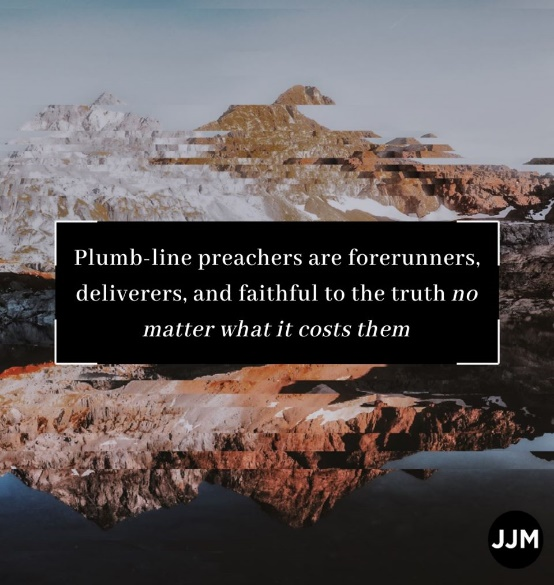 Plumb-line preachers are forerunners,
deliverers, and faithful to the truth no
matter what it costs them
JJM